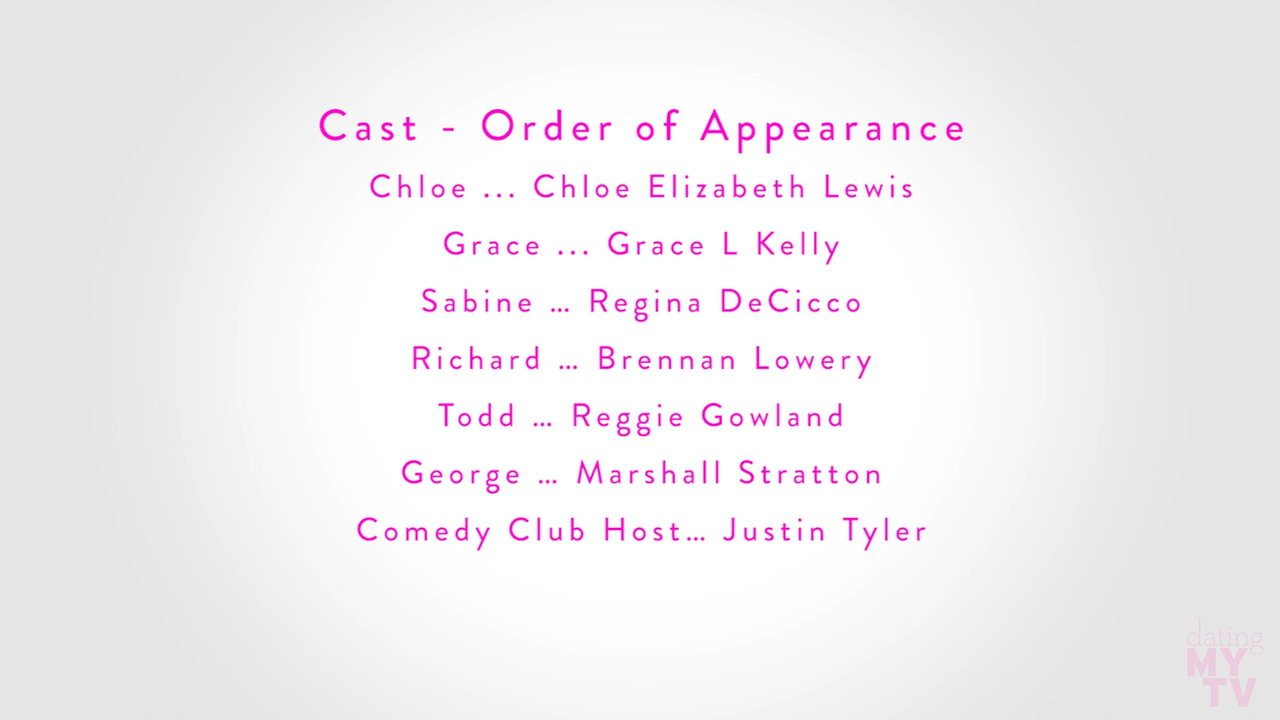 Cast - Order of Appearance
Chloe ... Chloe Elizabeth Lewis
Grace ... Grace L Kelly
Sabine … Regina DeCicco
Richard … Brennan Lowery
Todd … Reggie Gowland
George … Marshall Stratton
Comedy Club Host… Justin Tyler
dating
MY
TV